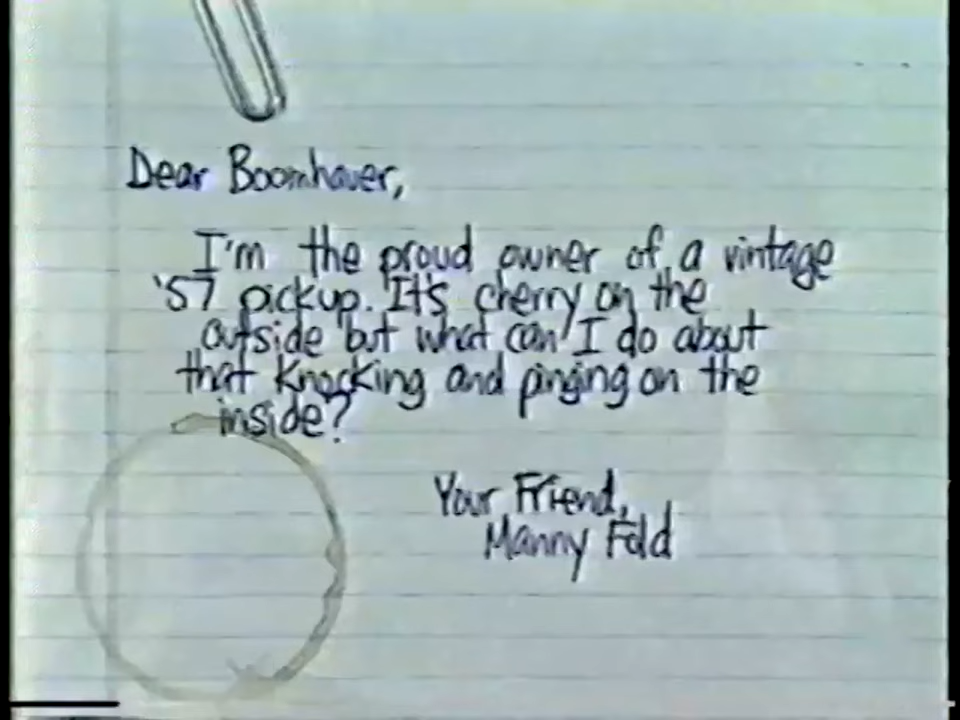 Dear Boomhauer,
I'm the proud owner of a vintage
'57 pickup. It's cherry on the
outside but what can I do about
that knocking and pinging on the
inside?
Your Friend,
Manny Fold